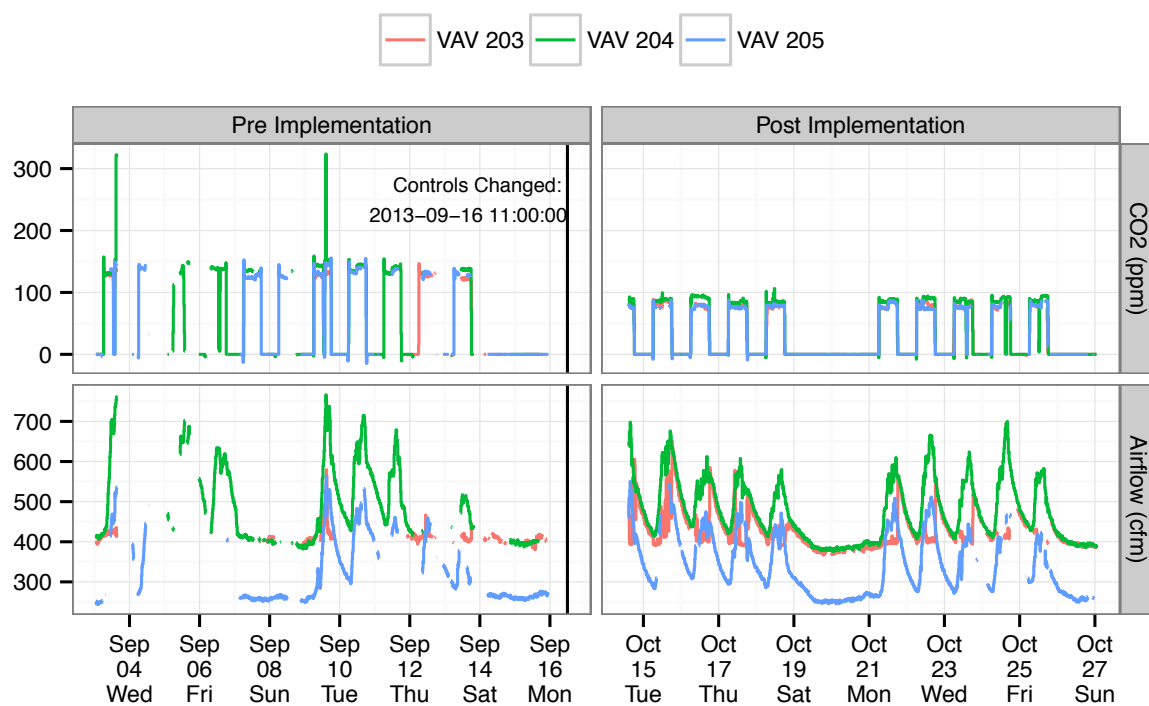 VAV 203 VAV 204 VAV 205
Pre Implementation Post Implementation
300
200
100
0
Controls Changed:
2013−09−16 11:00:00
CO2 (ppm)
700
600
500
400
300
Airflow (cfm)
Sep Sep Sep Sep Sep Sep Sep Oct Oct Oct Oct Oct Oct Oct
04 06 08 10 12 14 16 15 17 19 21 23 25 27
Wed Fri Sun Tue Thu Sat Mon Tue Thu Sat Mon Wed Fri Sun